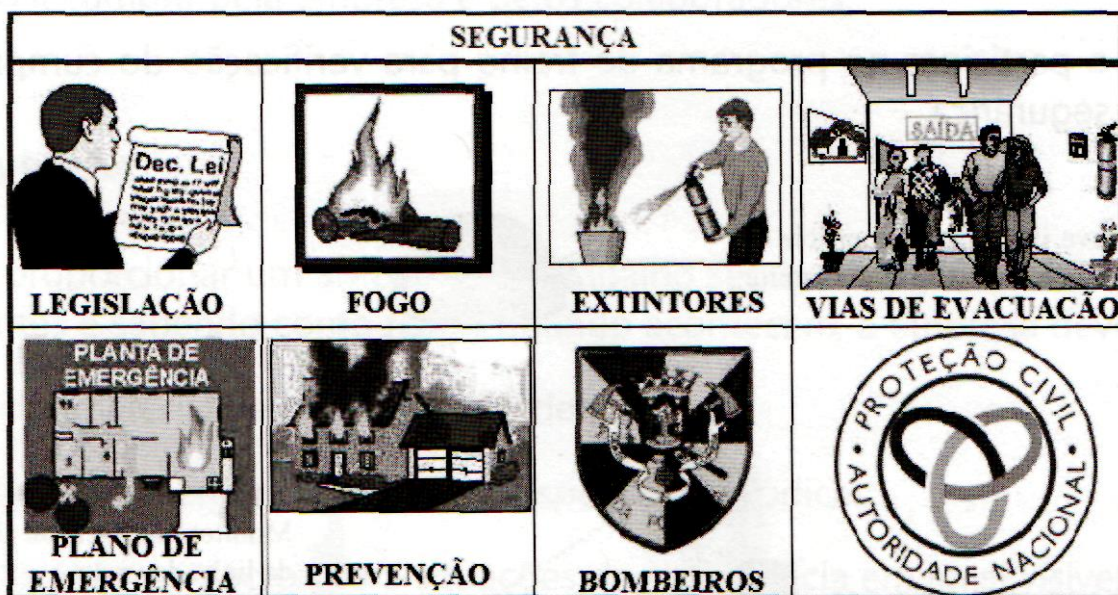 SEGURANÇA
Dec. Lei
SAÍDA
LEGISLAÇÃO
FOGO
EXTINTORES
VIAS DE EVACUACÃO
PLANTA DE
EMERGÊNCIA
PROTEÇÃO CIVIL
AUTORIDADE NACIONAL
PLANO DE
EMERGÊNCIA
PREVENÇÃO
BOMBEIROS